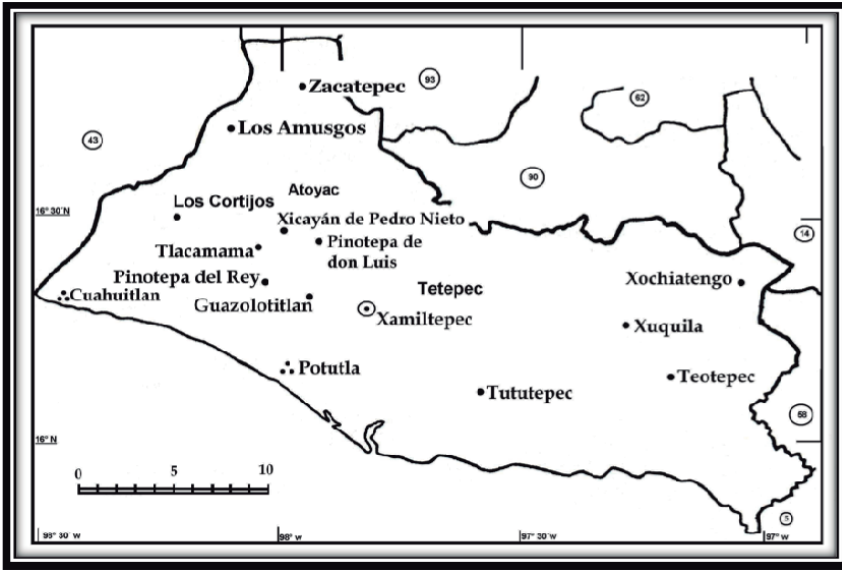 Zacatepec
93
62
Los Amusgos
43
90
Los Cortijos
Atoyac
16° 30´N
Xicayán de Pedro Nieto
14
Tlacamama
Pinotepa de
don Luis
Pinotepa del Rey
Tetepec
Xochiatengo
Cuahuitlan
Guazolotitlan
Xamiltepec
Xuquila
Potutla
Teotepec
Tututepec
58
16° N
0 5 10
5
98° 30 W
98° W
97° 30 W
97° W